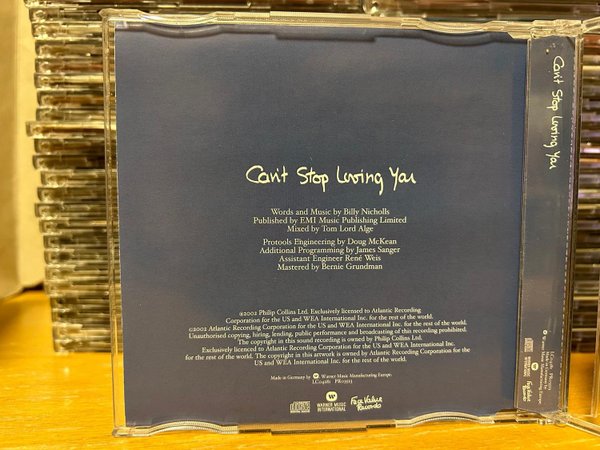 Can't Stop Loving You
Words and Music by Billy Nicholls
Published by EMI Music Publishing Limited
Mixed by Tom Lord Alge
Protools Engineering by Doug McKean
Additional Programming by James Sanger
Assistant Engineer René Weis
Mastered by Bernie Grundman
℗2002 Philip Collins Ltd. Exclusively licensed to Atlantic Recording
Corporation for the US and WEA International Inc. for the rest of the world.
©2002 Atlantic Recording Corporation for the US and WEA International Inc. for the rest of the world.
Unauthorised copying, hiring, lending, public performance and broadcasting of this recording prohibited.
The copyright in this sound recording is owned by Philip Collins Ltd.
Exclusively licenced to Atlantic Recording Corporation for the US and WEA International Inc.
for the rest of the world. The copyright in this artwork is owned by Atlantic Recording Corporation for the
US and WEA International Inc. for the rest of the world.
Made in Germany by Warner Music Manufacturing Europe.
WARNER MUSIC
INTERNATIONAL
Face Value
Records
Can't Stop Loving You